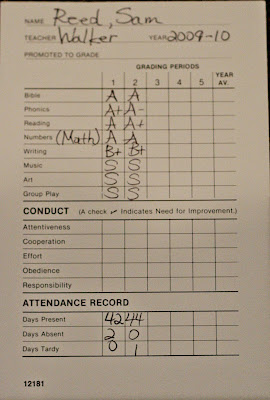 NAME Reed, Sam
TEACHER Walker YEAR 2009-10
PROMOTED TO GRADE
GRADING PERIODS
1 2 3 4 5 YEAR AV.
Bible A A
Phonics A+ A-
Reading A A+
Numbers (Math) A A
Writing B+ B+
Music S S
Art S S
Group Play S S
CONDUCT (A check ✓ Indicates Need for Improvement.)
Attentiveness
Cooperation
Effort
Obedience
Responsibility
ATTENDANCE RECORD
Days Present 42 44
Days Absent 2 0
Days Tardy 0 1
12181